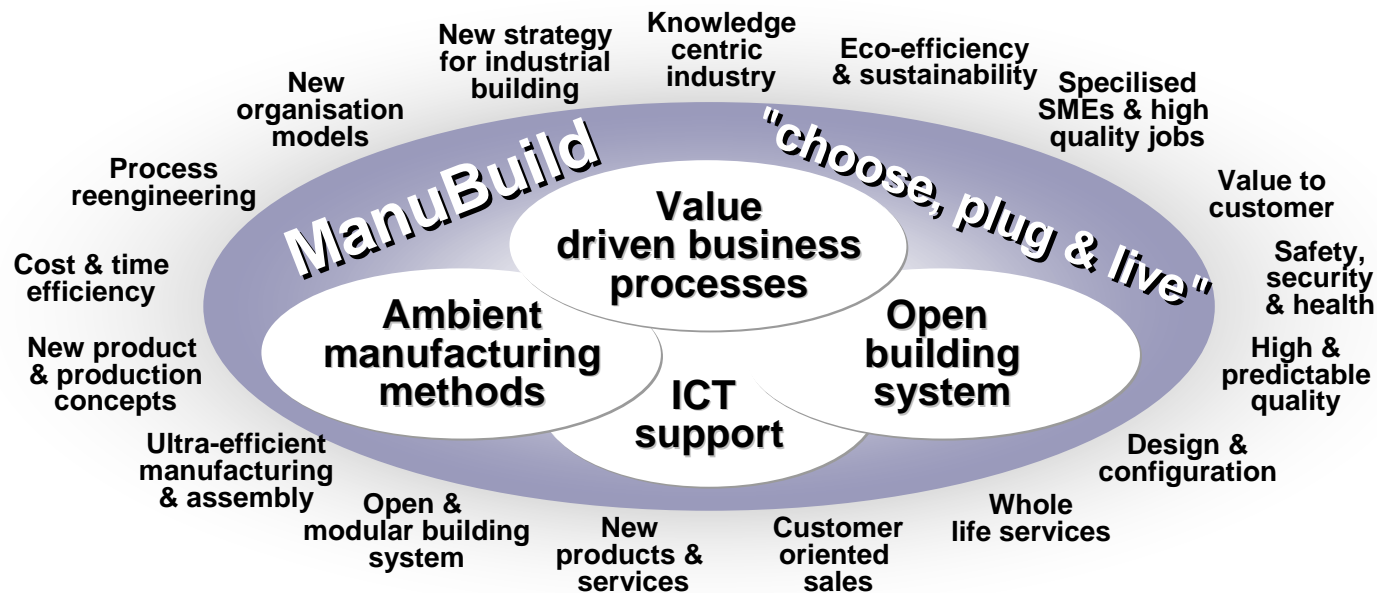 New strategy
for industrial
building
Knowledge
centric
industry
Eco-efficiency
& sustainability
Specilised
SMEs & high
quality jobs
Value to
customer
Safety,
security
& health
High &
predictable
quality
Design &
configuration
Whole
life services
Customer
oriented
sales
New
products &
services
Open &
modular building
system
Ultra-efficient
manufacturing
& assembly
New product
& production
concepts
Cost & time
efficiency
Process
reengineering
New
organisation
models
ManuBuild
"choose, plug & live"
Value
driven business
processes
Ambient
manufacturing
methods
Open
building
system
ICT
support